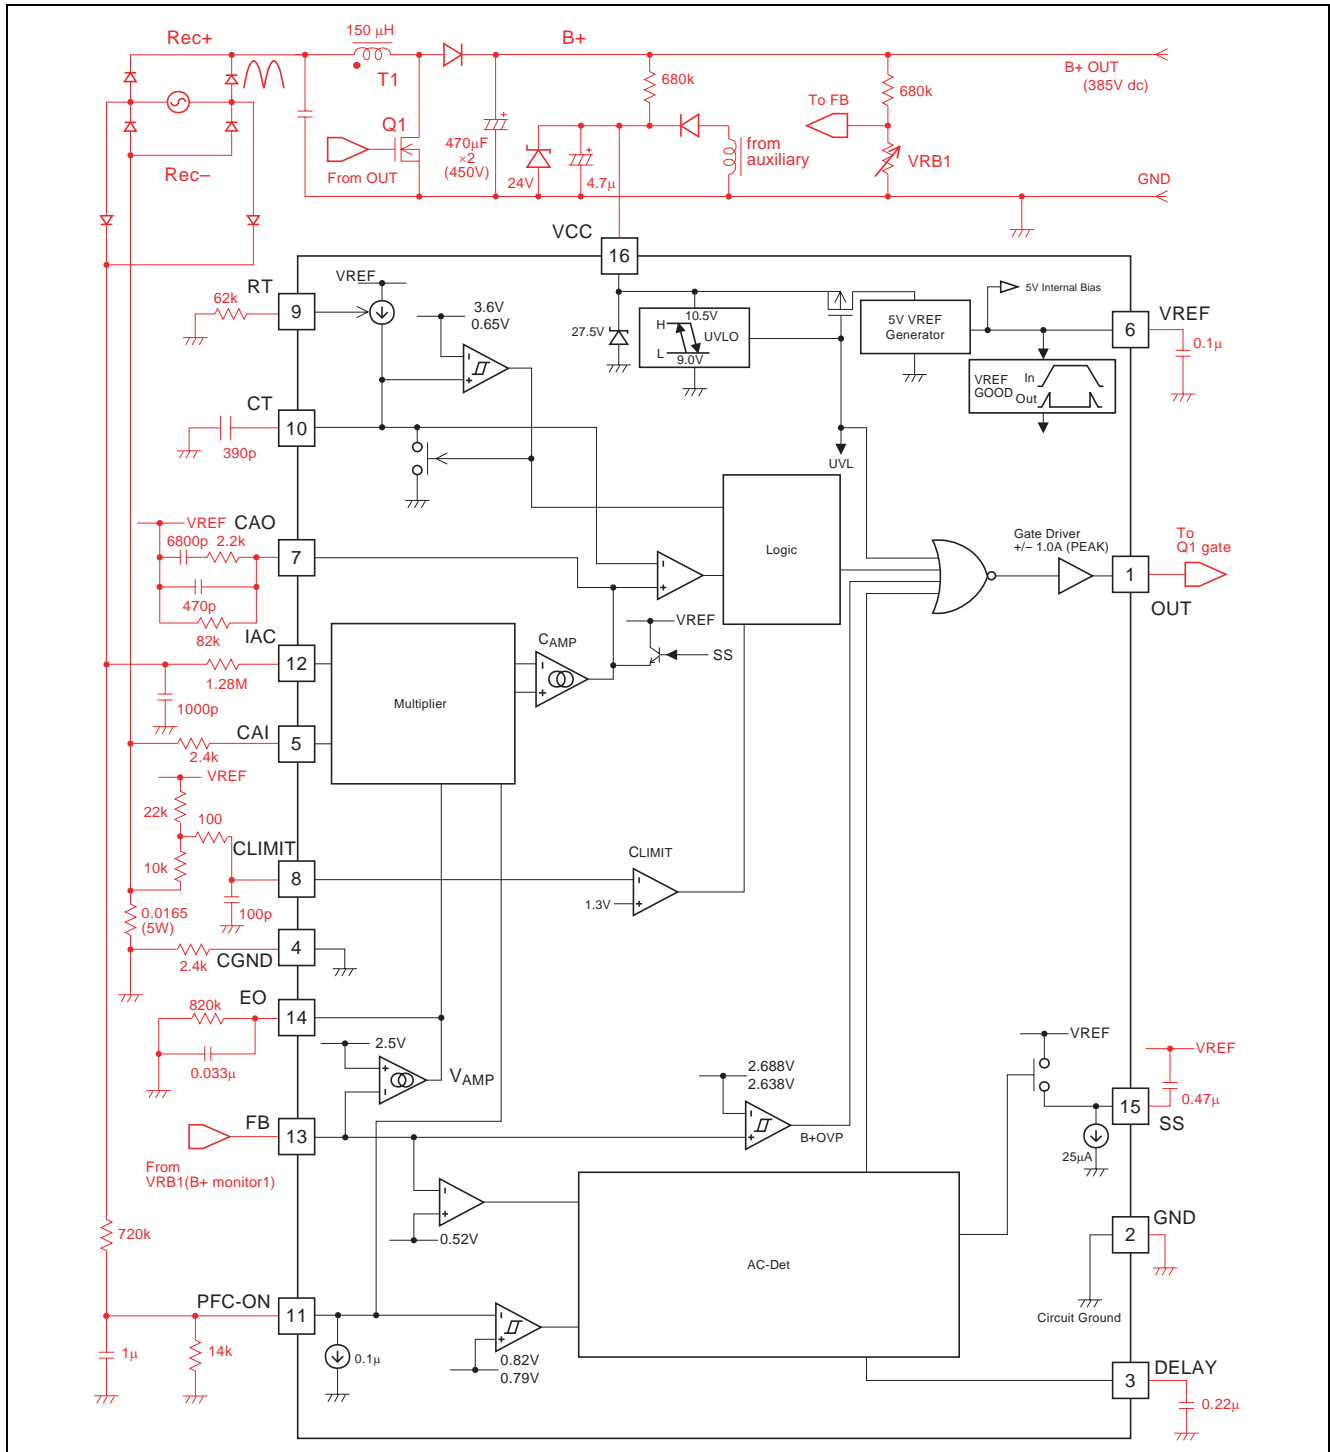 150 μH
Rec+
T1
B+
B+ OUT
(385V dc)
680k
680k
To FB
Q1
From OUT
470μF
×2
(450V)
24V
4.7μ
from
auxiliary
VRB1
Rec–
GND
VCC
16
RT
9
62k
VREF
3.6V
0.65V
27.5V
10.5V
H
UVLO
L
9.0V
5V VREF
Generator
5V Internal Bias
VREF
6
0.1μ
VREF
GOOD
In
Out
CT
10
390p
UVL
Logic
VREF
CAO
6800p
2.2k
7
470p
82k
Gate Driver
+/– 1.0A (PEAK)
To
Q1 gate
1
OUT
IAC
12
1.28M
1000p
Multiplier
CAMP
VREF
SS
CAI
5
2.4k
VREF
22k
100
10k
CLIMIT
8
100p
CLIMIT
1.3V
0.0165
(5W)
2.4k
4
CGND
EO
14
820k
0.033μ
2.5V
VAMP
FB
13
From
VRB1(B+ monitor1)
2.688V
2.638V
B+OVP
VREF
VREF
0.47μ
15
SS
25μA
0.52V
AC-Det
GND
2
Circuit Ground
720k
PFC-ON
11
1μ
14k
0.1μ
0.82V
0.79V
DELAY
3
0.22μ